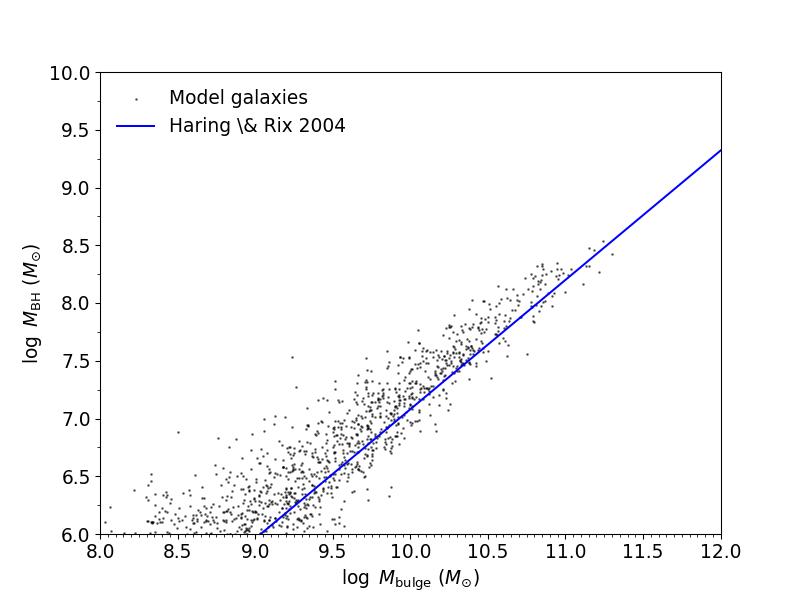 10.0
9.5
9.0
8.5
8.0
7.5
7.0
6.5
6.0
log M_BH (M_⊙)
Model galaxies
Haring \& Rix 2004
8.0 8.5 9.0 9.5 10.0 10.5 11.0 11.5 12.0
log M_bulge (M_⊙)